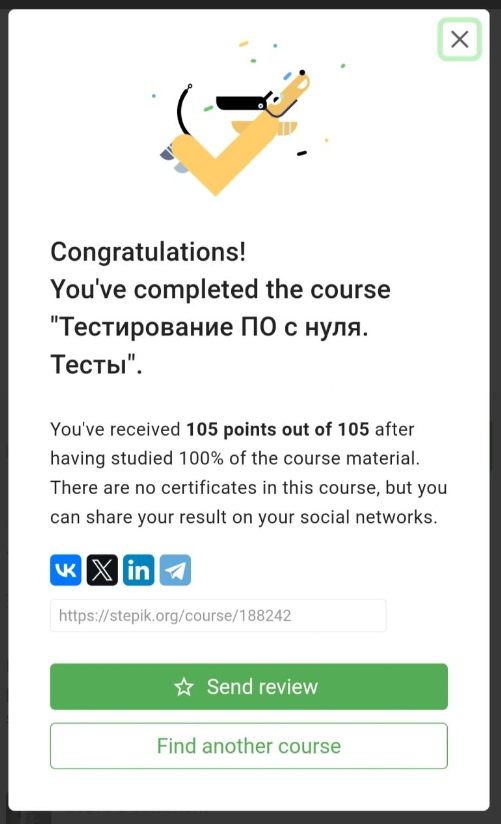 Congratulations!
You've completed the course
"Тестирование ПО с нуля.
Тесты".
You've received 105 points out of 105 after
having studied 100% of the course material.
There are no certificates in this course, but you
can share your result on your social networks.
https://stepik.org/course/188242
Send review
Find another course